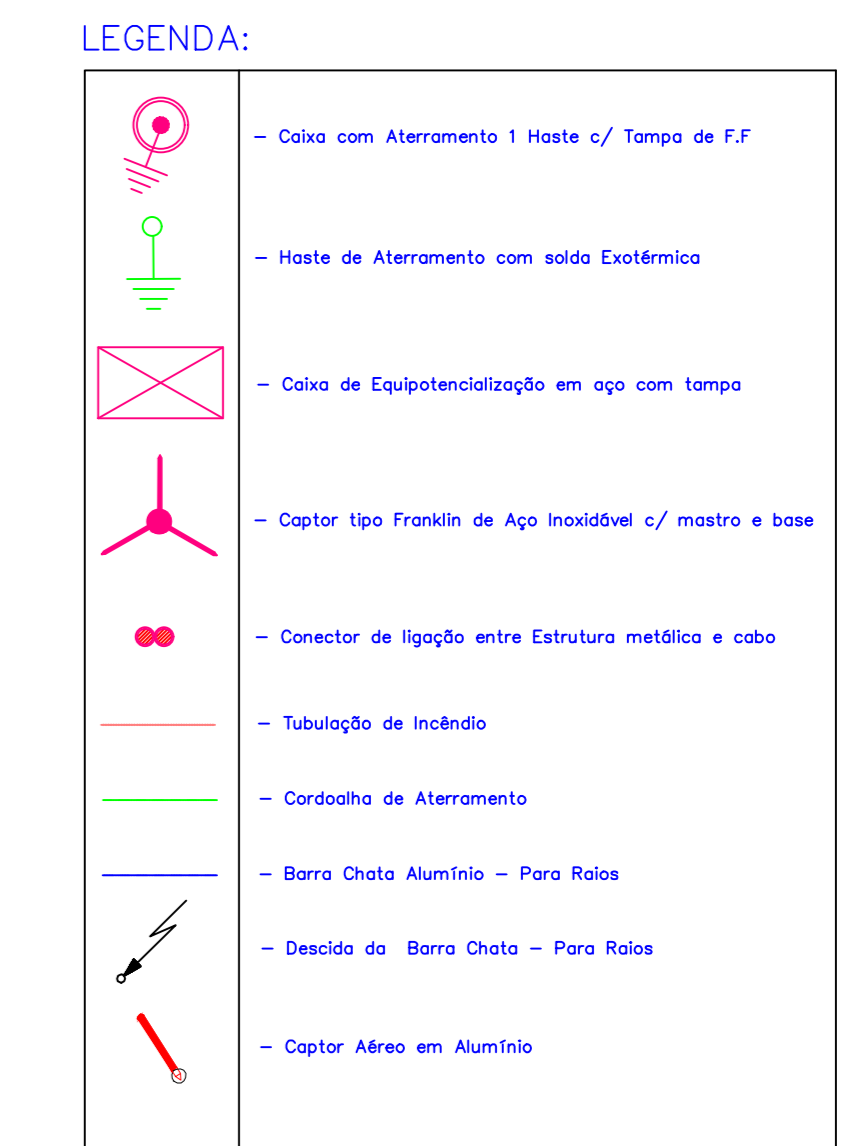 LEGENDA:
- Caixa com Aterramento 1 Haste c/ Tampa de F.F
- Haste de Aterramento com solda Exotérmica
- Caixa de Equipotencialização em aço com tampa
- Captor tipo Franklin de Aço Inoxidável c/ mastro e base
- Conector de ligação entre Estrutura metálica e cabo
- Tubulação de Incêndio
- Cordoalha de Aterramento
- Barra Chata Alumínio - Para Raios
- Descida da Barra Chata - Para Raios
- Captor Aéreo em Alumínio